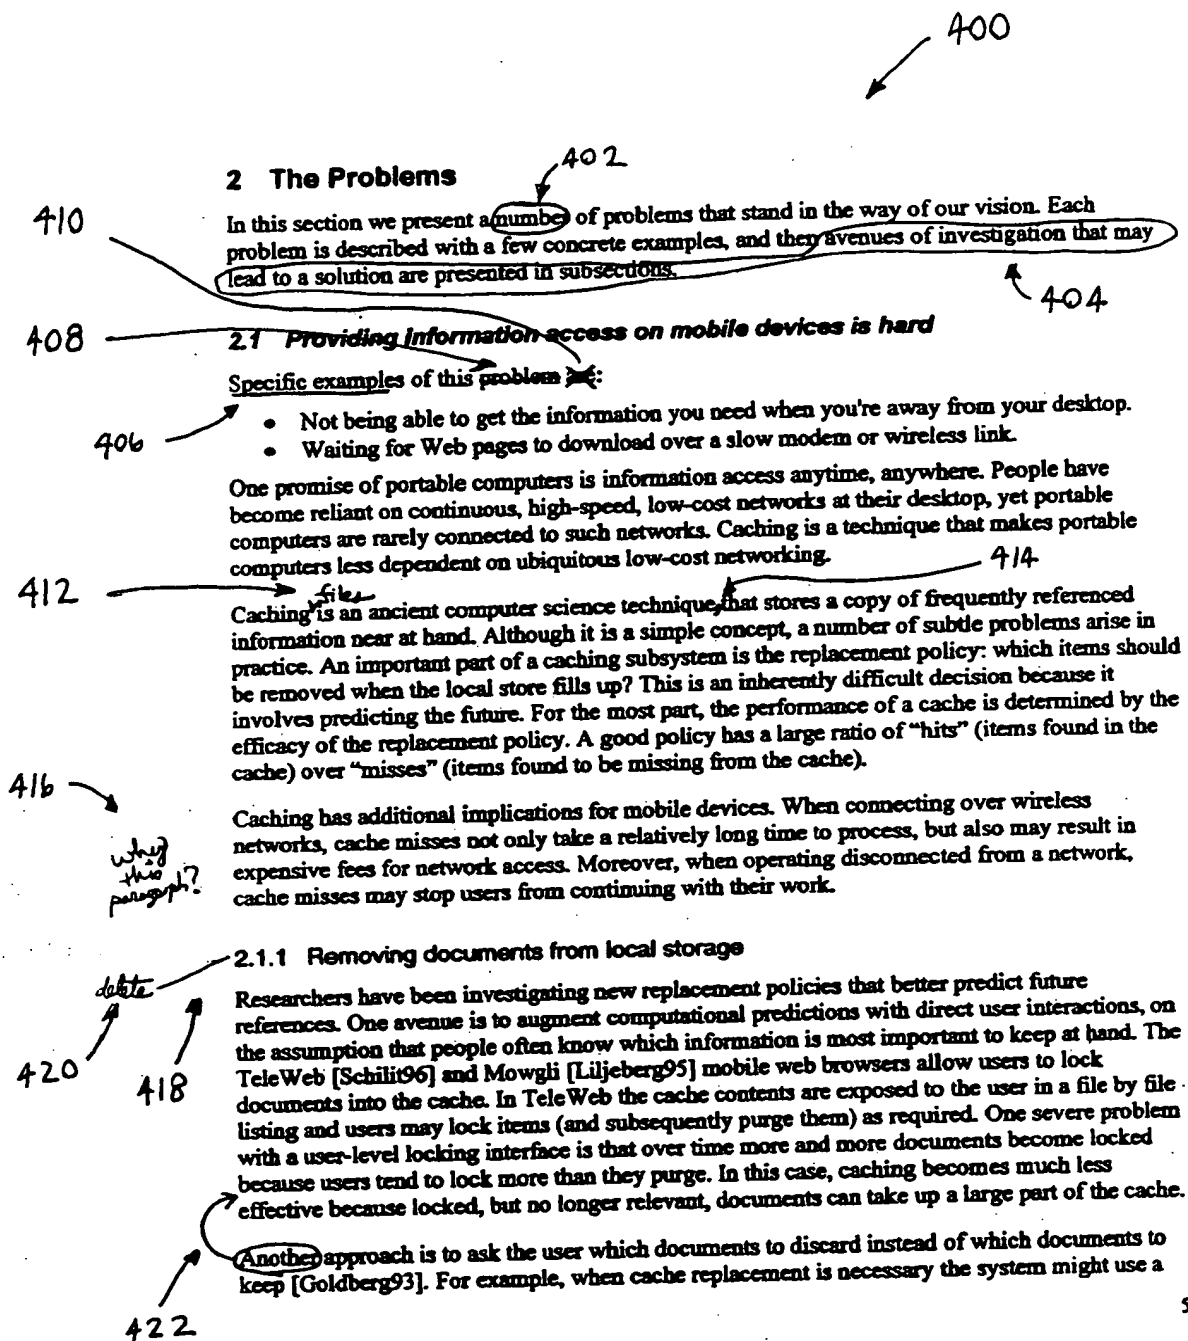 400
2 The Problems
402
410
In this section we present a number of problems that stand in the way of our vision. Each
problem is described with a few concrete examples, and then avenues of investigation that may
lead to a solution are presented in subsections.
404
408
2.1 Providing information access on mobile devices is hard
Specific examples of this problem :
406
• Not being able to get the information you need when you're away from your desktop.
• Waiting for Web pages to download over a slow modem or wireless link.
One promise of portable computers is information access anytime, anywhere. People have
become reliant on continuous, high-speed, low-cost networks at their desktop, yet portable
computers are rarely connected to such networks. Caching is a technique that makes portable
computers less dependent on ubiquitous low-cost networking.
414
412
files
Caching is an ancient computer science technique, that stores a copy of frequently referenced
information near at hand. Although it is a simple concept, a number of subtle problems arise in
practice. An important part of a caching subsystem is the replacement policy: which items should
be removed when the local store fills up? This is an inherently difficult decision because it
involves predicting the future. For the most part, the performance of a cache is determined by the
efficacy of the replacement policy. A good policy has a large ratio of "hits" (items found in the
cache) over "misses" (items found to be missing from the cache).
416
Caching has additional implications for mobile devices. When connecting over wireless
networks, cache misses not only take a relatively long time to process, but also may result in
expensive fees for network access. Moreover, when operating disconnected from a network,
cache misses may stop users from continuing with their work.
why
this
paragraph?
2.1.1 Removing documents from local storage
delete
420
418
Researchers have been investigating new replacement policies that better predict future
references. One avenue is to augment computational predictions with direct user interactions, on
the assumption that people often know which information is most important to keep at hand. The
TeleWeb [Schilit96] and Mowgli [Liljeberg95] mobile web browsers allow users to lock
documents into the cache. In TeleWeb the cache contents are exposed to the user in a file by file
listing and users may lock items (and subsequently purge them) as required. One severe problem
with a user-level locking interface is that over time more and more documents become locked
because users tend to lock more than they purge. In this case, caching becomes much less
effective because locked, but no longer relevant, documents can take up a large part of the cache.
Another approach is to ask the user which documents to discard instead of which documents to
keep [Goldberg93]. For example, when cache replacement is necessary the system might use a
422
5